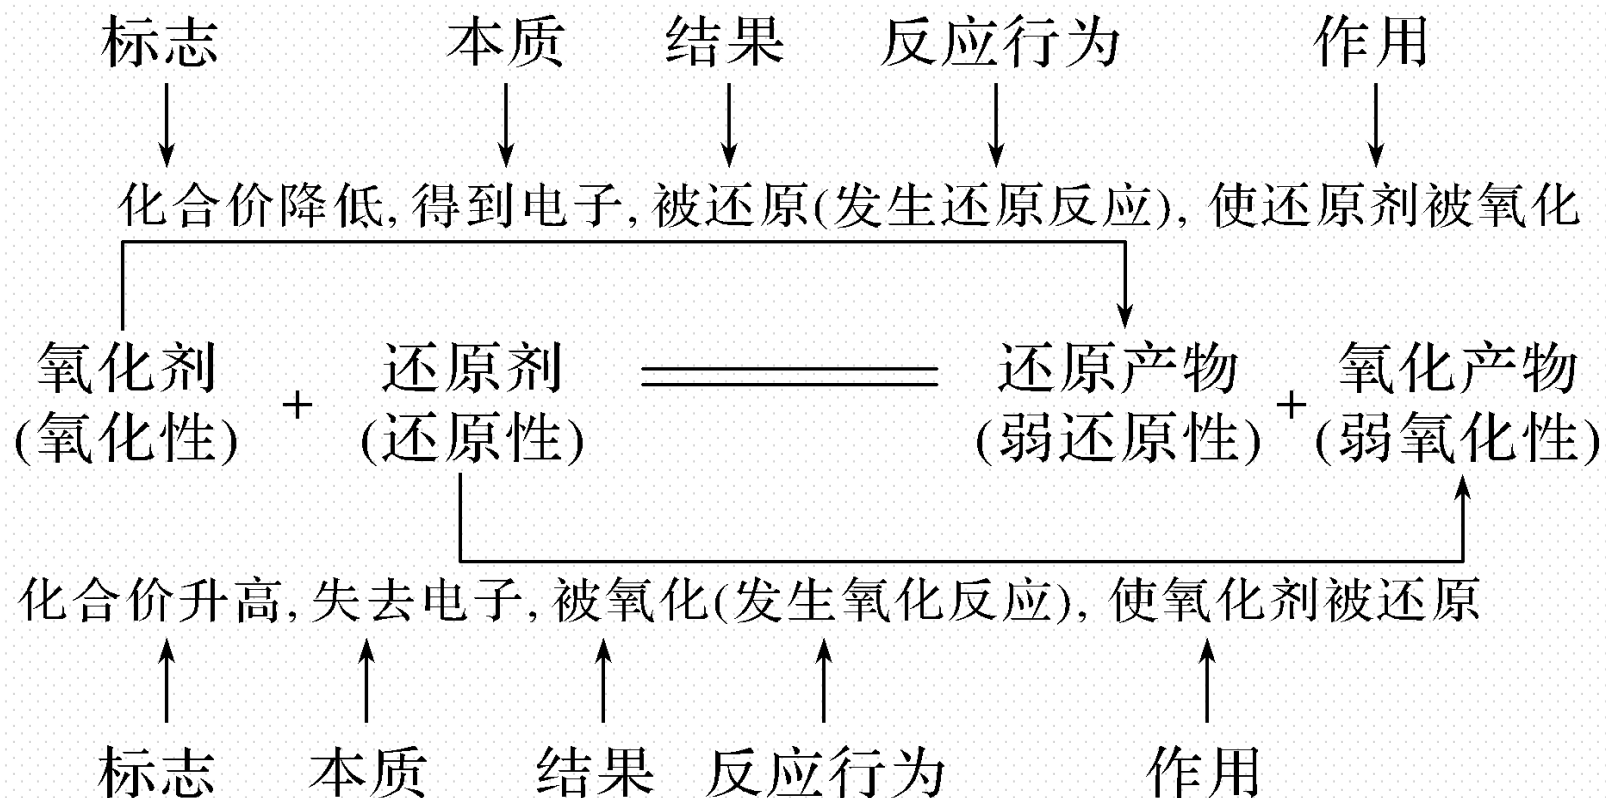 标志 本质 结果 反应行为 作用
化合价降低,得到电子,被还原(发生还原反应),使还原剂被氧化
氧化剂 + 还原剂 ═══ 还原产物 + 氧化产物
(氧化性) (还原性) (弱还原性) (弱氧化性)
化合价升高,失去电子,被氧化(发生氧化反应),使氧化剂被还原
标志 本质 结果 反应行为 作用